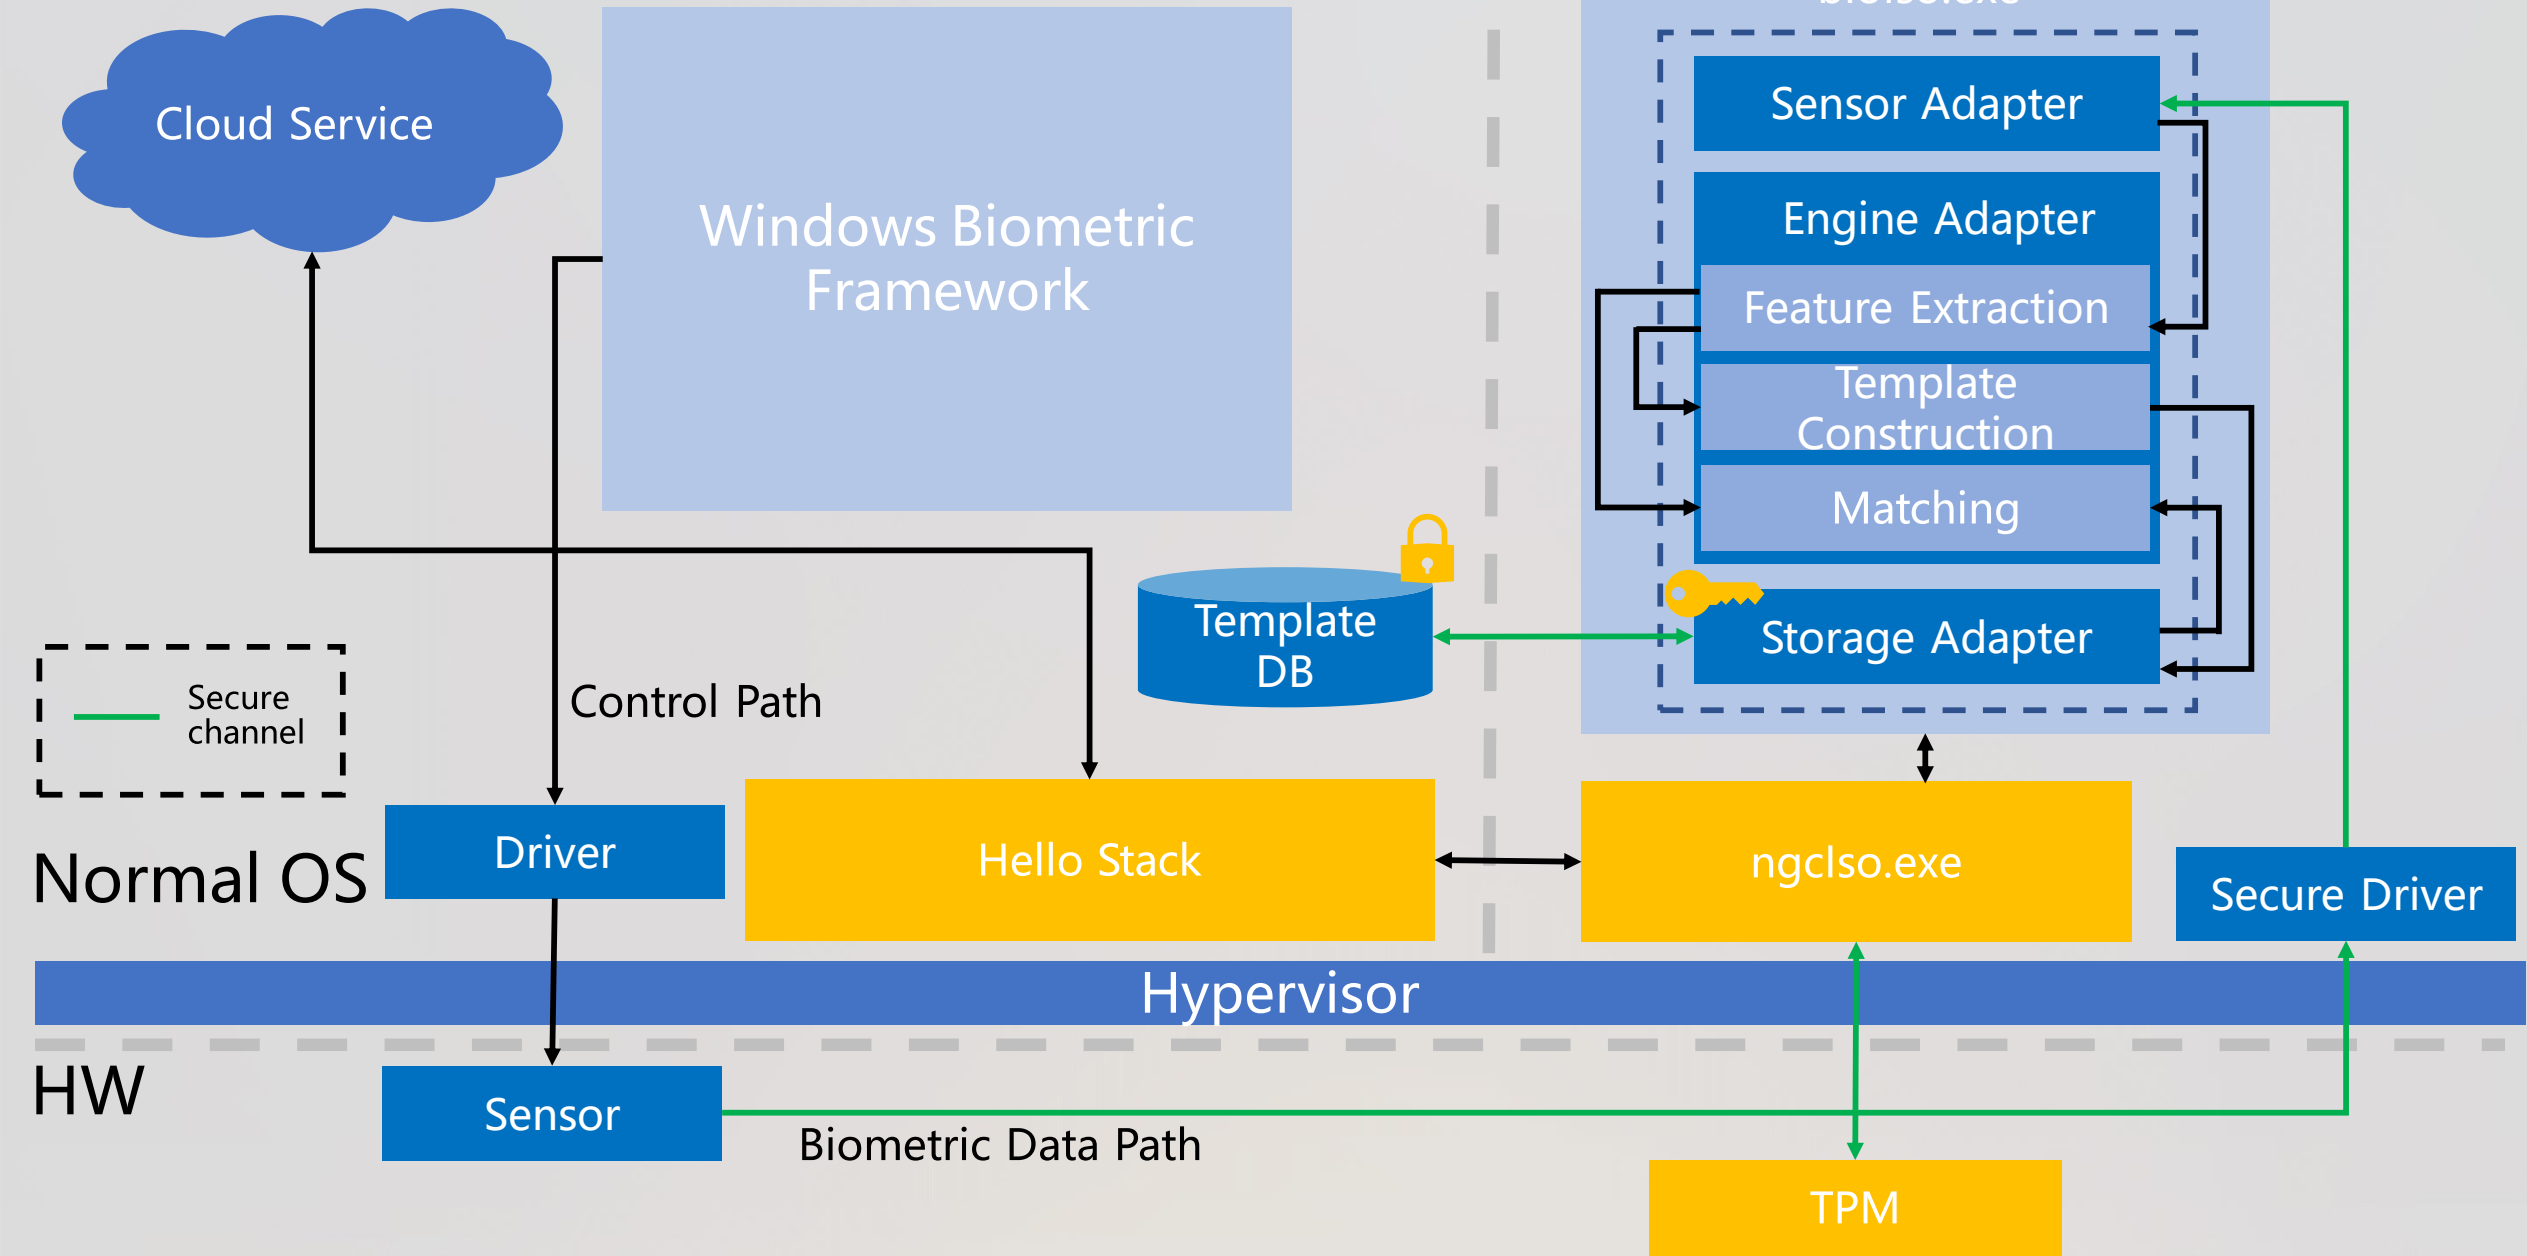 Cloud Service
Windows Biometric
Framework
Sensor Adapter
Engine Adapter
Feature Extraction
Template
Construction
Matching
Storage Adapter
Template
DB
Secure
channel
Control Path
Normal OS
Driver
Hello Stack
ngclso.exe
Secure Driver
Hypervisor
HW
Sensor
Biometric Data Path
TPM